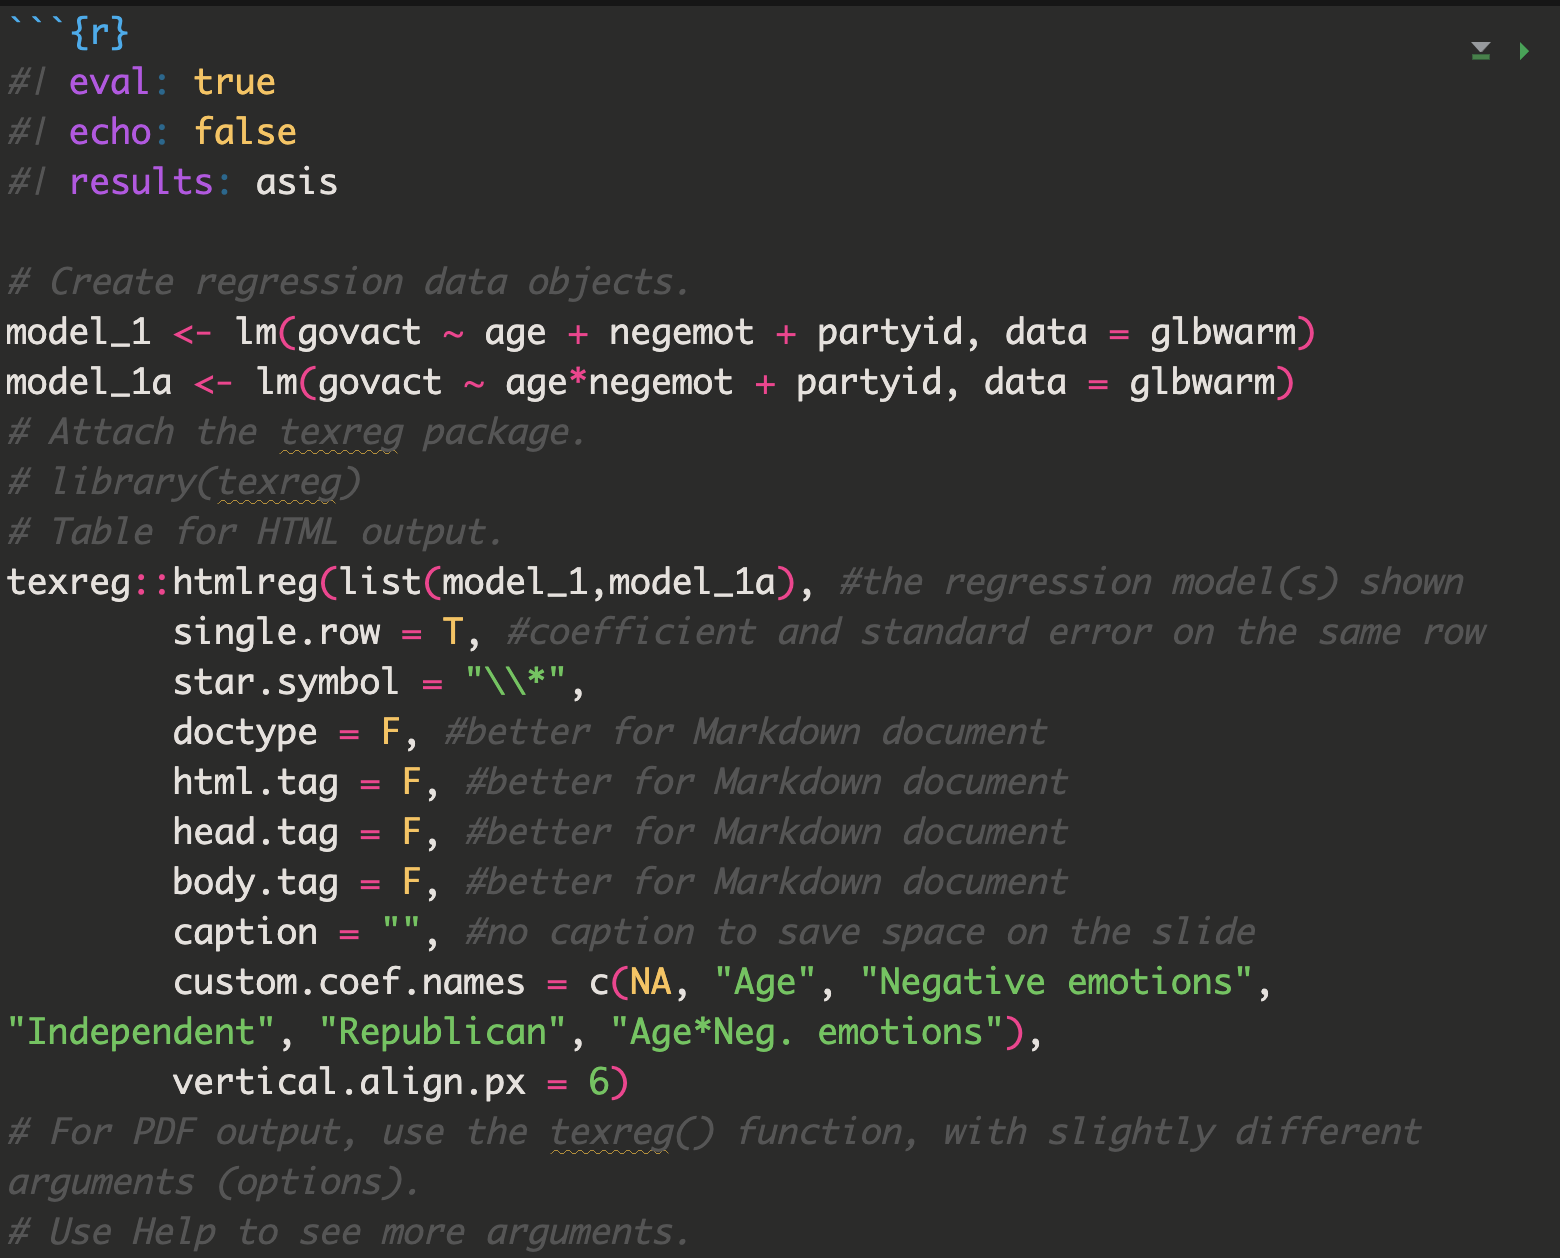 ```{r}
#| eval: true
#| echo: false
#| results: asis
# Create regression data objects.
model_1 <- lm(govact ~ age + negemot + partyid, data = glbwarm)
model_1a <- lm(govact ~ age*negemot + partyid, data = glbwarm)
# Attach the texreg package.
# library(texreg)
# Table for HTML output.
texreg::htmlreg(list(model_1,model_1a), #the regression model(s) shown
        single.row = T, #coefficient and standard error on the same row
        star.symbol = "\\*",
        doctype = F, #better for Markdown document
        html.tag = F, #better for Markdown document
        head.tag = F, #better for Markdown document
        body.tag = F, #better for Markdown document
        caption = "", #no caption to save space on the slide
        custom.coef.names = c(NA, "Age", "Negative emotions",
"Independent", "Republican", "Age*Neg. emotions"),
        vertical.align.px = 6)
# For PDF output, use the texreg() function, with slightly different
arguments (options).
# Use Help to see more arguments.